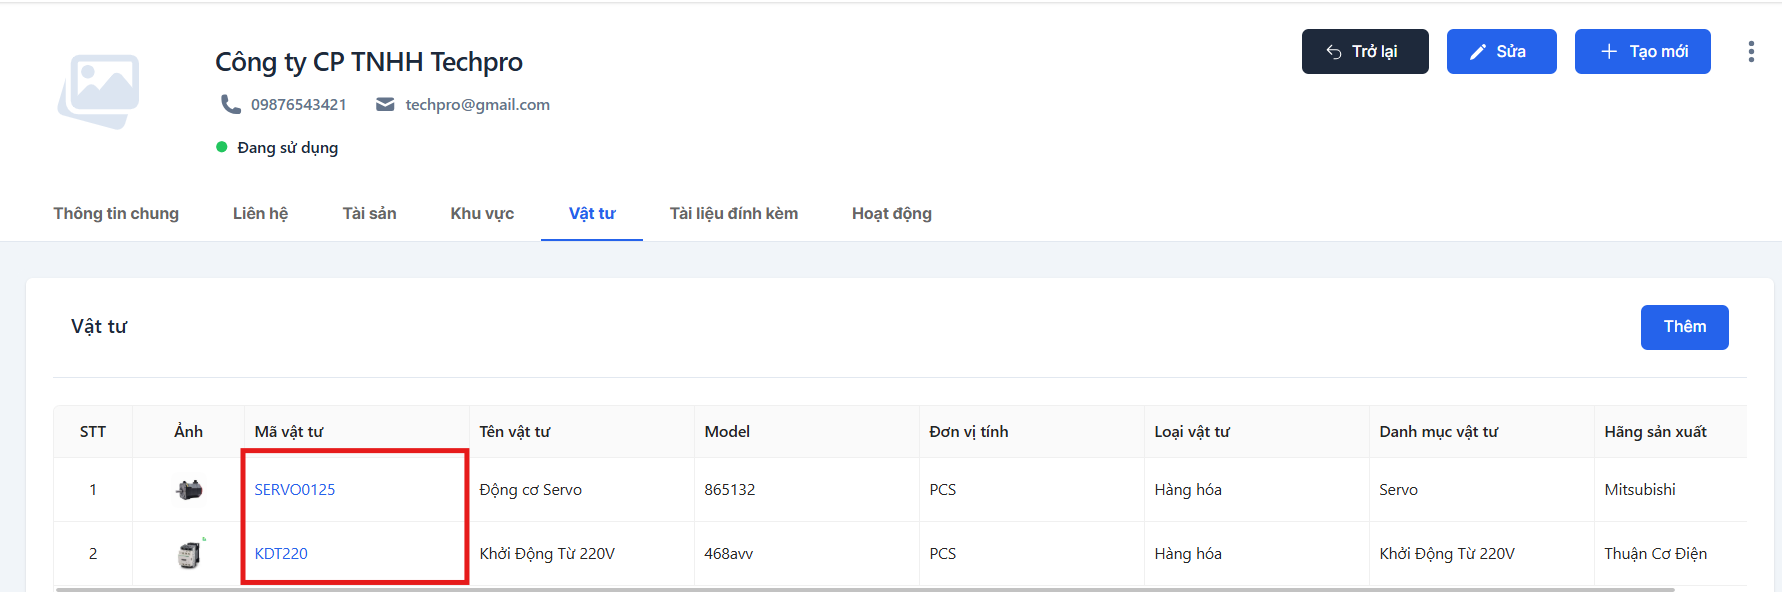 Công ty CP TNHH Techpro
Trở lại
Sửa
Tạo mới
09876543421 techpro@gmail.com
Đang sử dụng
Thông tin chung Liên hệ Tài sản Khu vực Vật tư Tài liệu đính kèm Hoạt động
Vật tư
Thêm
STT Ảnh Mã vật tư Tên vật tư Model Đơn vị tính Loại vật tư Danh mục vật tư Hãng sản xuất
1 SERVO0125 Động cơ Servo 865132 PCS Hàng hóa Servo Mitsubishi
2 KDT220 Khởi Động Từ 220V 468avv PCS Hàng hóa Khởi Động Từ 220V Thuận Cơ Điện